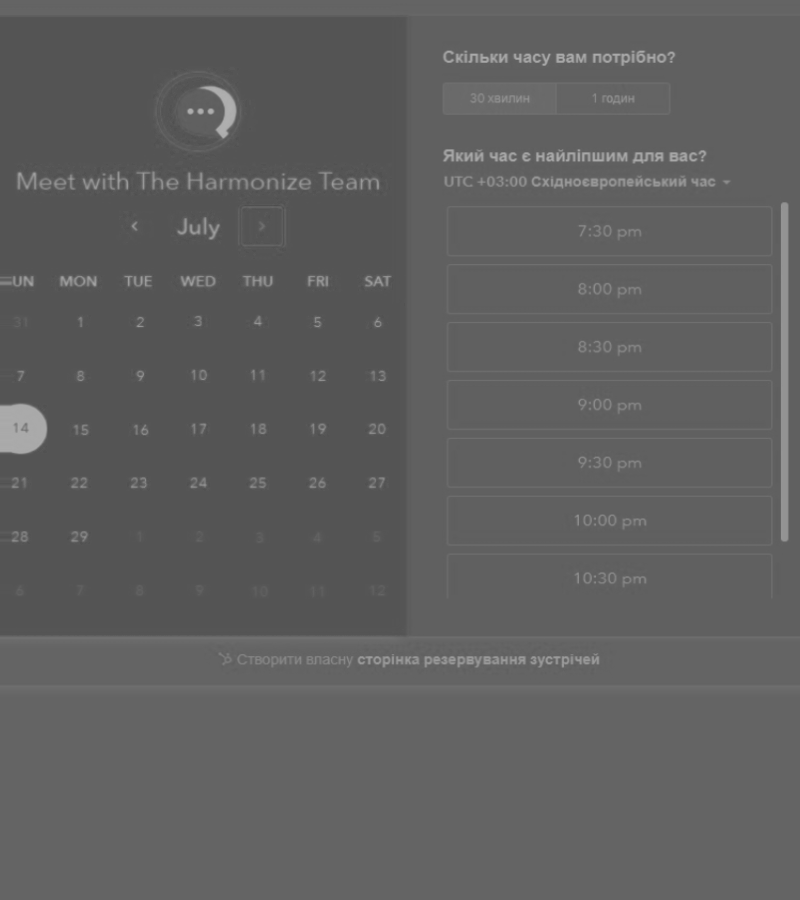 Meet with The Harmonize Team
July
UN MON TUE WED THU FRI SAT
31 1 2 3 4 5 6
7 8 9 10 11 12 13
14 15 16 17 18 19 20
21 22 23 24 25 26 27
28 29 1 2 3 4 5
6 7 8 9 10 11 12
Скільки часу вам потрібно?
30 хвилин 1 годин
Який час є найліпшим для вас?
UTC +03:00 Східноєвропейський час
7:30 pm
8:00 pm
8:30 pm
9:00 pm
9:30 pm
10:00 pm
10:30 pm
Створити власну сторінка резервування зустрічей